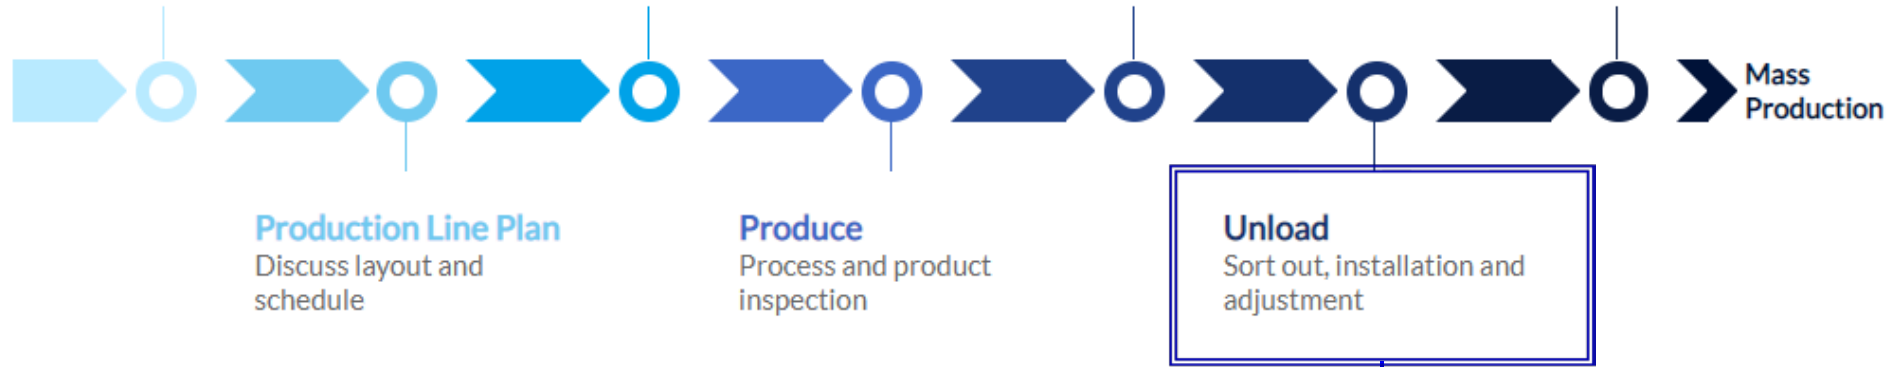 Mass
Production
Production Line Plan
Discuss layout and
schedule
Produce
Process and product
inspection
Unload
Sort out, installation and
adjustment